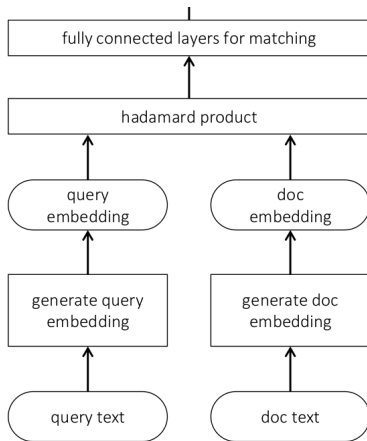 fully connected layers for matching
hadamard product
query
embedding
doc
embedding
generate query
embedding
generate doc
embedding
query text
doc text